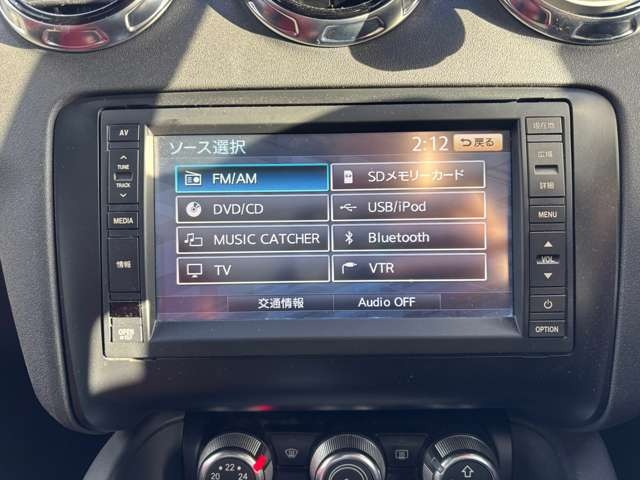 AV
TUNE
TRACK
MEDIA
情報
OPEN
ソース選択
2:12
戻る
FM/AM
SDメモリーカード
DVD/CD
USB/iPod
MUSIC CATCHER
Bluetooth
TV
VTR
交通情報
Audio OFF
現在地
広域
詳細
MENU
VOL
OPTION
20 22 24